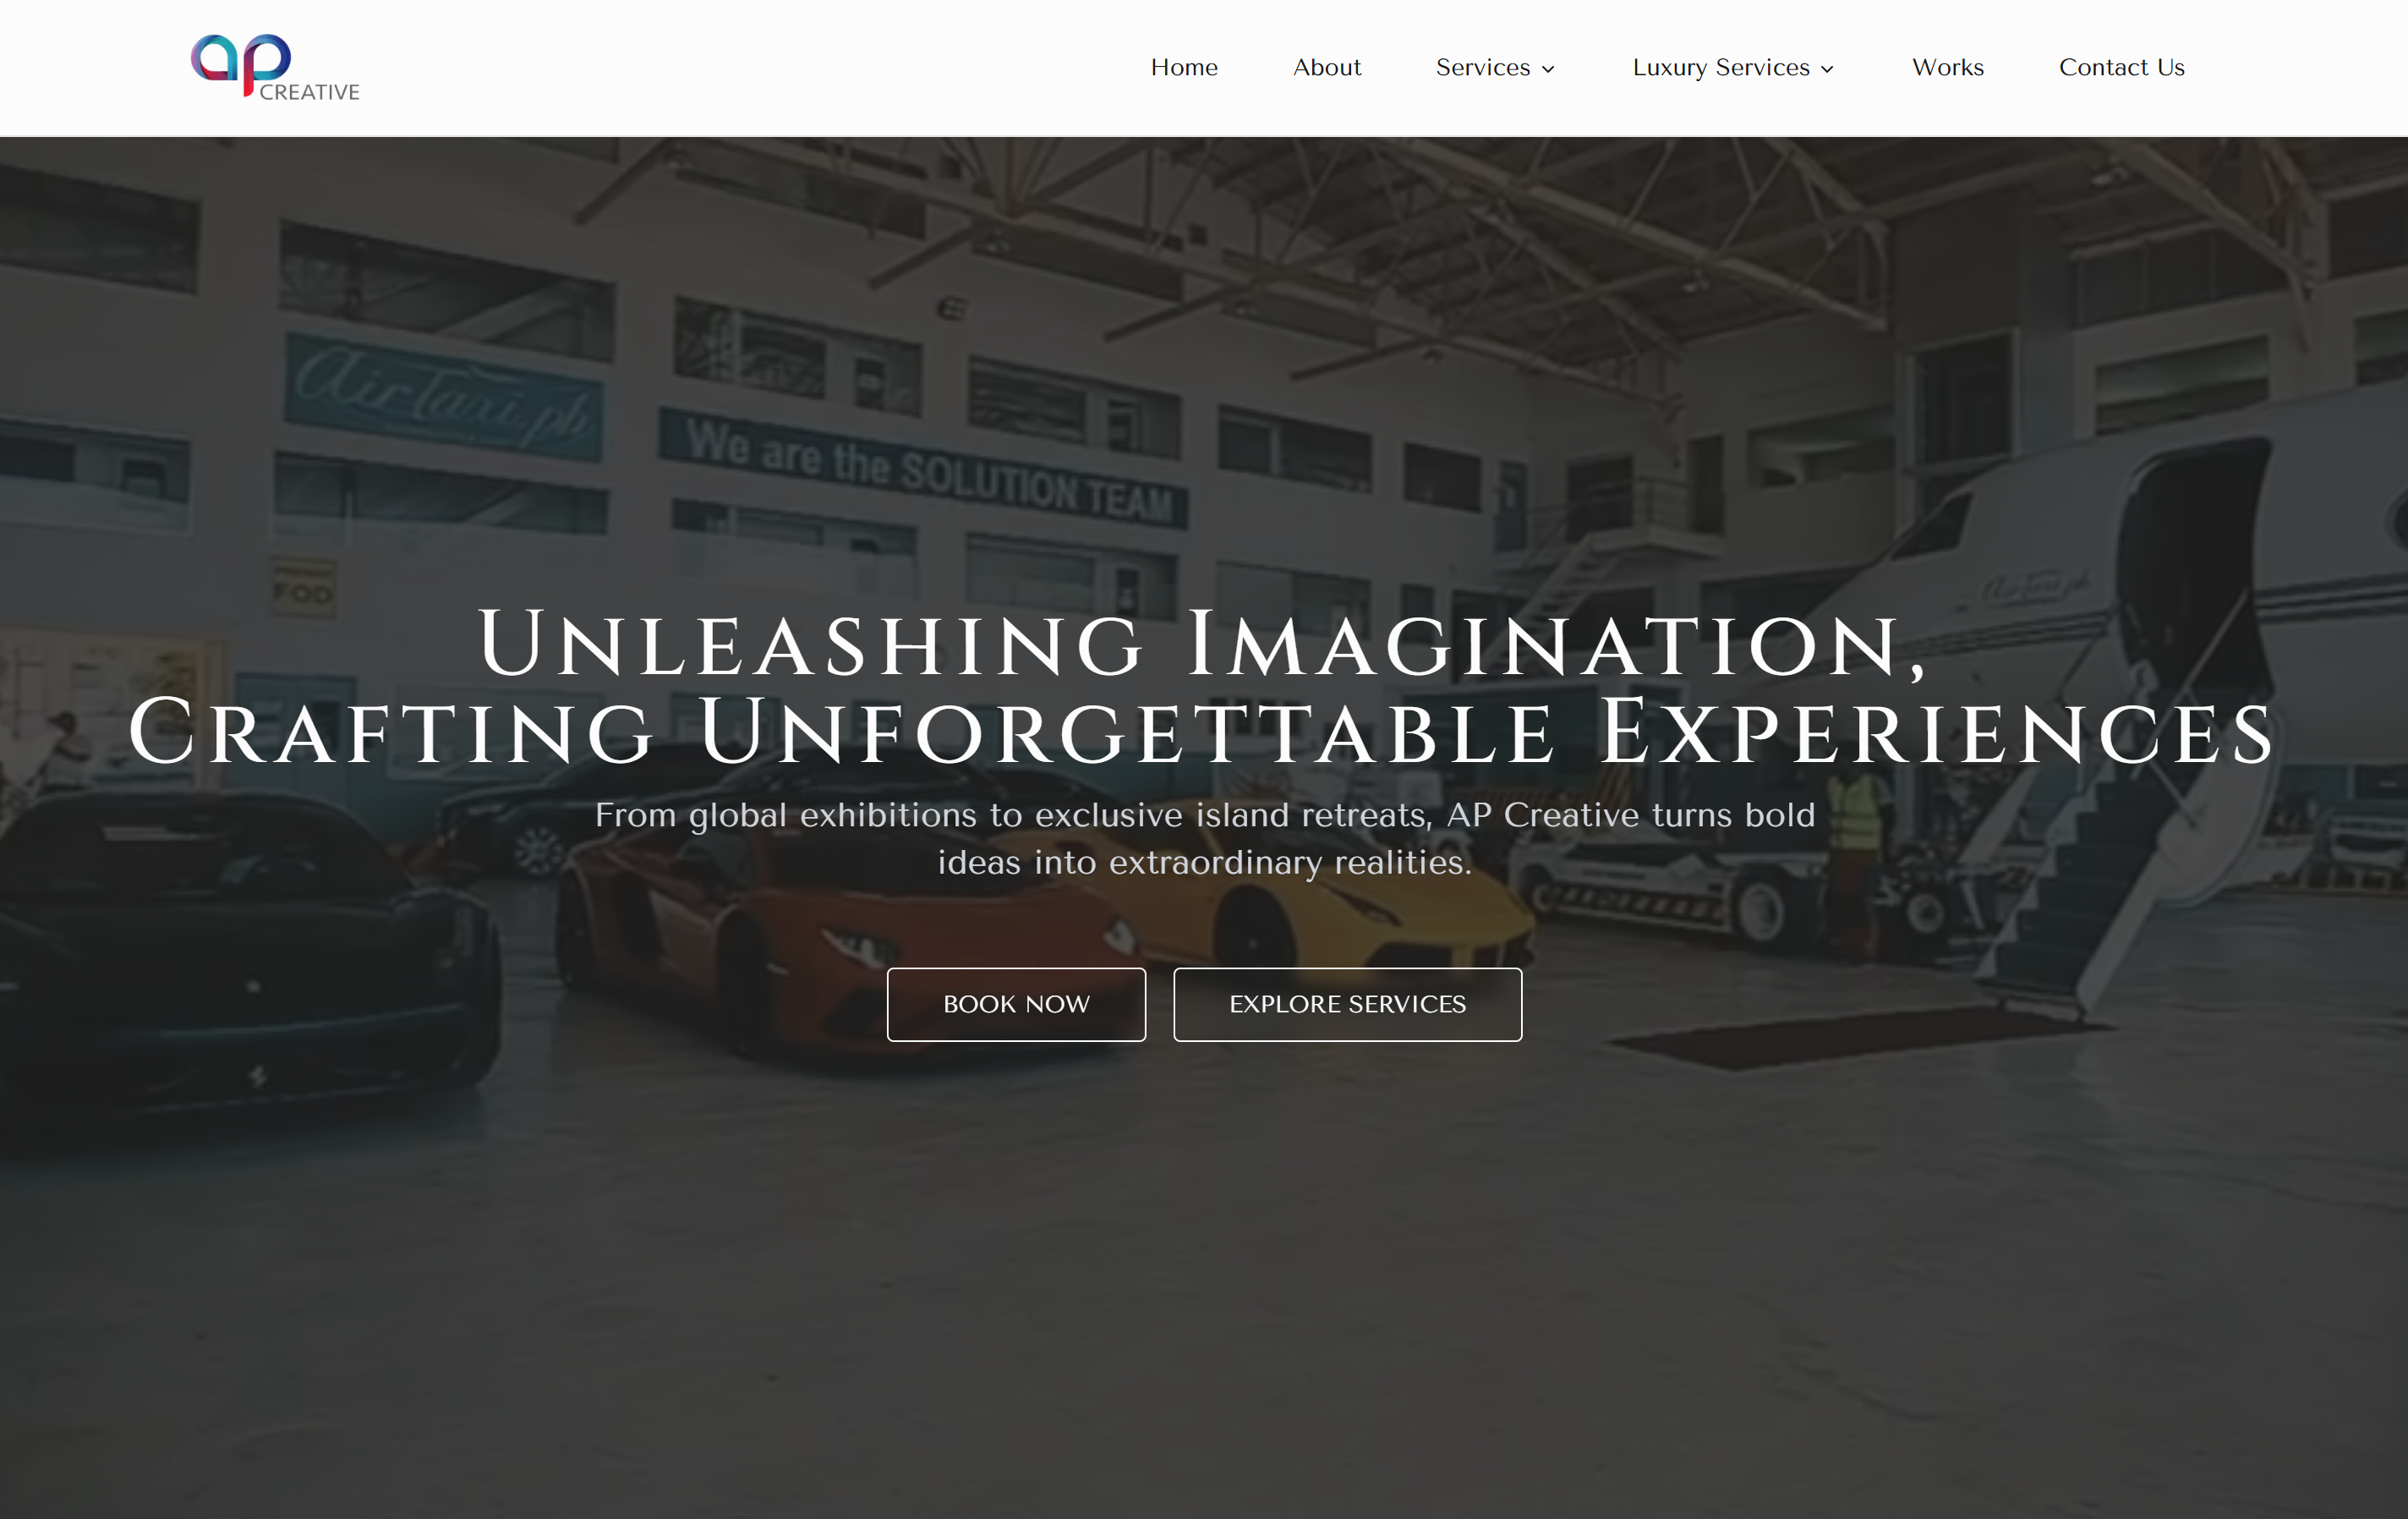 ap
CREATIVE
Home About Services Luxury Services Works Contact Us
AirTaxi.ph
We are the SOLUTION TEAM
FOD
AirTaxi.ph
UNLEASHING IMAGINATION,
CRAFTING UNFORGETTABLE EXPERIENCES
From global exhibitions to exclusive island retreats, AP Creative turns bold
ideas into extraordinary realities.
BOOK NOW EXPLORE SERVICES